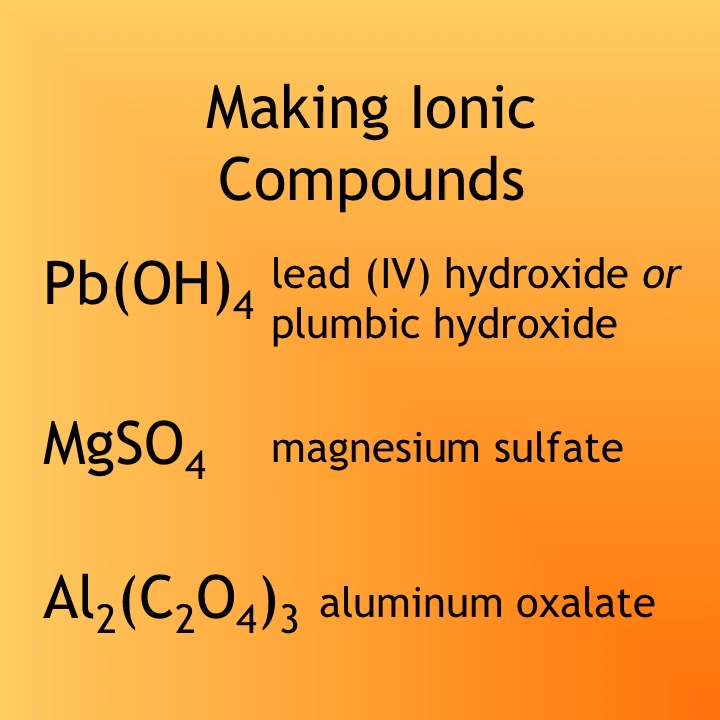 Making Ionic
Compounds
Pb(OH)₄ lead (IV) hydroxide or
plumbic hydroxide
MgSO₄ magnesium sulfate
Al₂(C₂O₄)₃ aluminum oxalate